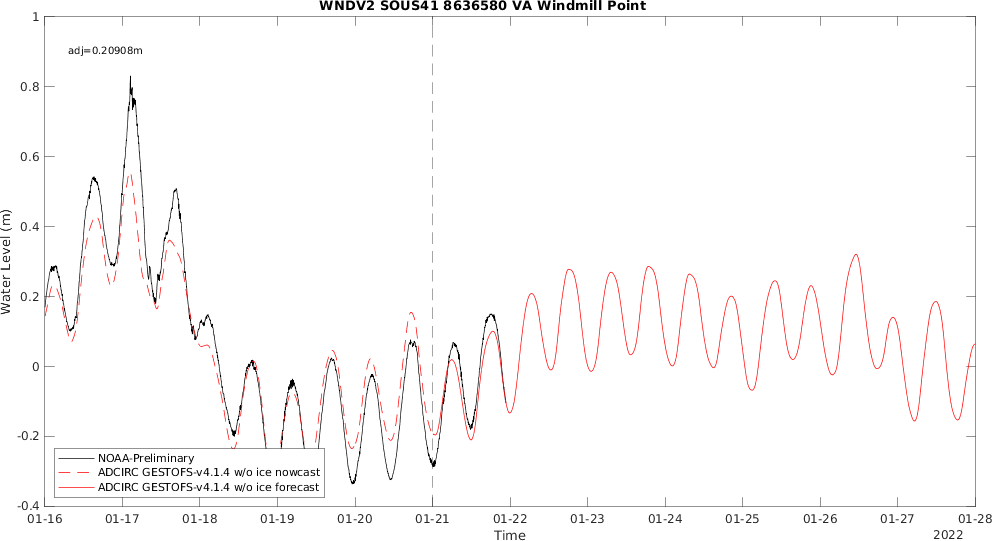 WNDV2 SOUS41 8636580 VA Windmill Point
adj=0.20908m
Water Level (m)
1
0.8
0.6
0.4
0.2
0
-0.2
-0.4
NOAA-Preliminary
ADCIRC GESTOFS-v4.1.4 w/o ice nowcast
ADCIRC GESTOFS-v4.1.4 w/o ice forecast
01-16 01-17 01-18 01-19 01-20 01-21 01-22 01-23 01-24 01-25 01-26 01-27 01-28
Time
2022